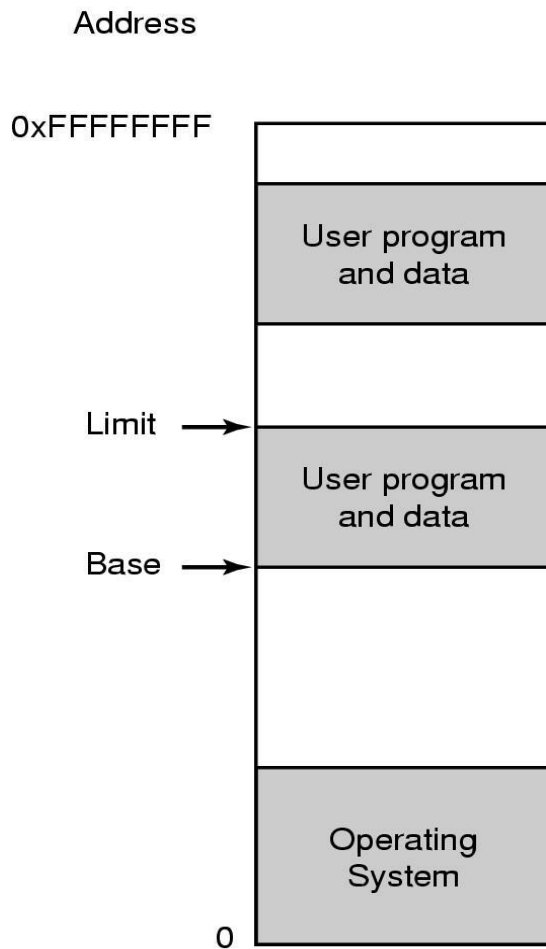 Address
0xFFFFFFFF
User program
and data
Limit
User program
and data
Base
Operating
System
0